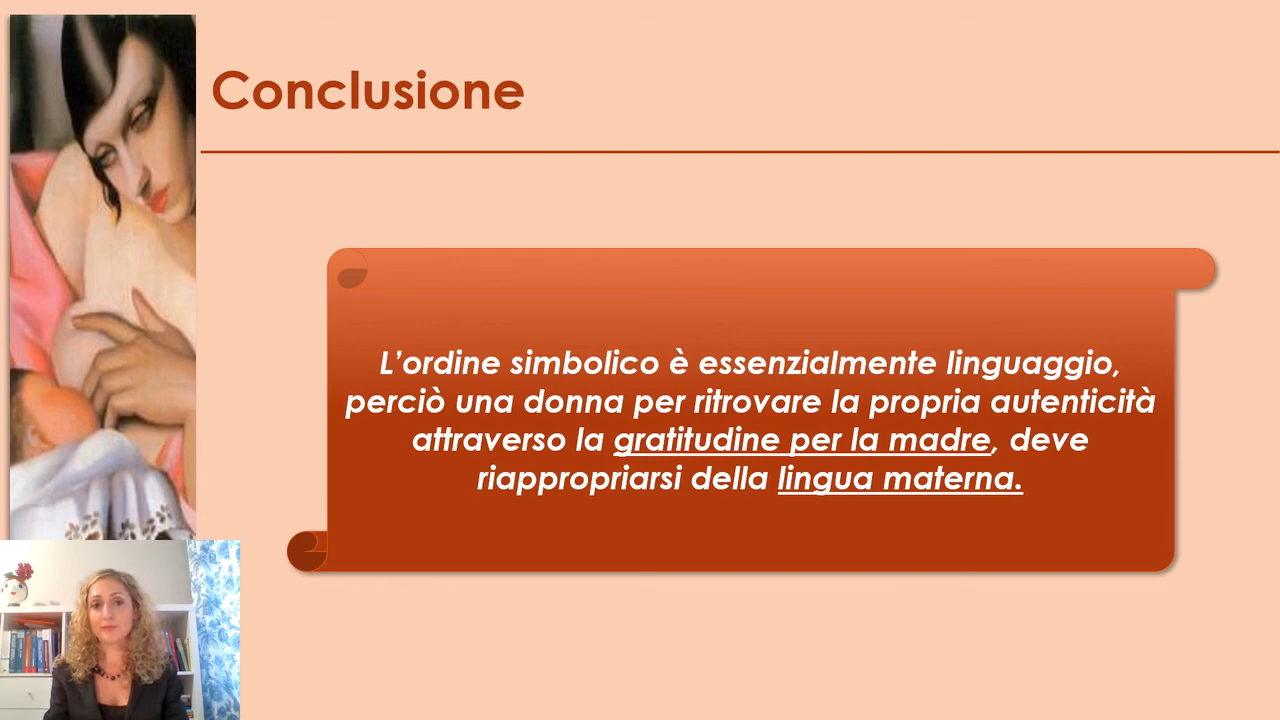 Conclusione
L’ordine simbolico è essenzialmente linguaggio,
perciò una donna per ritrovare la propria autenticità
attraverso la gratitudine per la madre, deve
riappropriarsi della lingua materna.